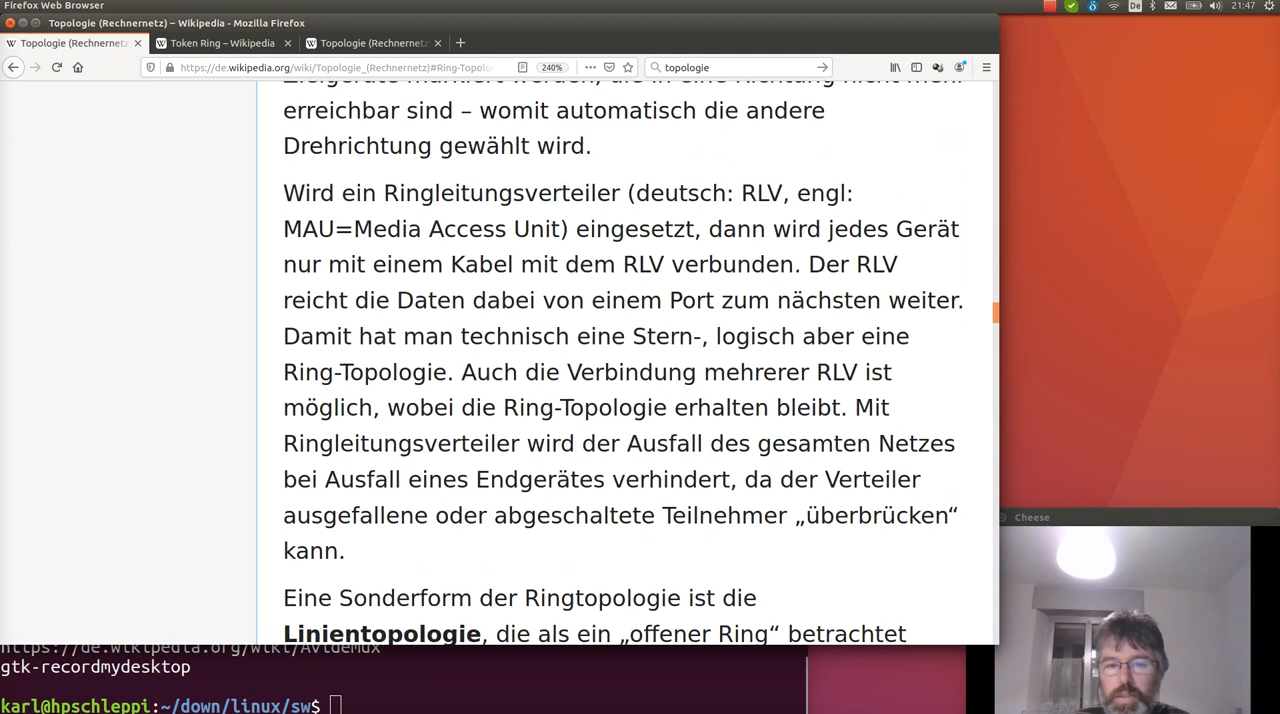 Firefox Web Browser
De
21:47
Topologie (Rechnernetz) – Wikipedia - Mozilla Firefox
W Topologie (Rechnernetz
W Token Ring – Wikipedia
W Topologie (Rechnernetz
https://de.wikipedia.org/wiki/Topologie_(Rechnernetz)#Ring-Topolo
240%
topologie
erreichbar sind – womit automatisch die andere
Drehrichtung gewählt wird.
Wird ein Ringleitungsverteiler (deutsch: RLV, engl:
MAU=Media Access Unit) eingesetzt, dann wird jedes Gerät
nur mit einem Kabel mit dem RLV verbunden. Der RLV
reicht die Daten dabei von einem Port zum nächsten weiter.
Damit hat man technisch eine Stern-, logisch aber eine
Ring-Topologie. Auch die Verbindung mehrerer RLV ist
möglich, wobei die Ring-Topologie erhalten bleibt. Mit
Ringleitungsverteiler wird der Ausfall des gesamten Netzes
bei Ausfall eines Endgerätes verhindert, da der Verteiler
ausgefallene oder abgeschaltete Teilnehmer „überbrücken“
kann.
Eine Sonderform der Ringtopologie ist die
Linientopologie, die als ein „offener Ring“ betrachtet
Cheese
https://de.wikipedia.org/wiki/Avidemux
gtk-recordmydesktop
karl@hpschleppi:~/down/linux/sw$